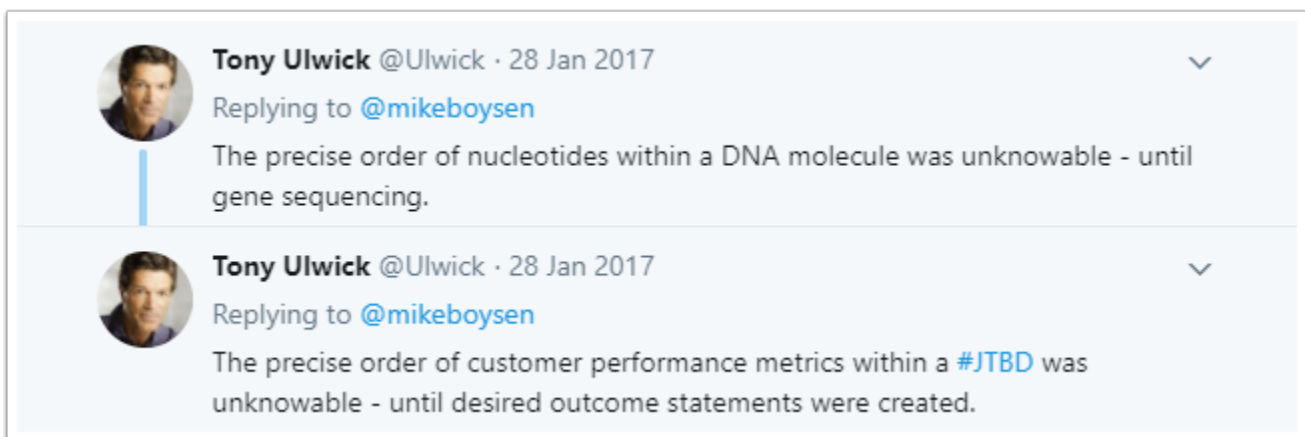 Tony Ulwick @Ulwick · 28 Jan 2017
Replying to @mikeboysen
The precise order of nucleotides within a DNA molecule was unknowable - until
gene sequencing.
Tony Ulwick @Ulwick · 28 Jan 2017
Replying to @mikeboysen
The precise order of customer performance metrics within a #JTBD was
unknowable - until desired outcome statements were created.